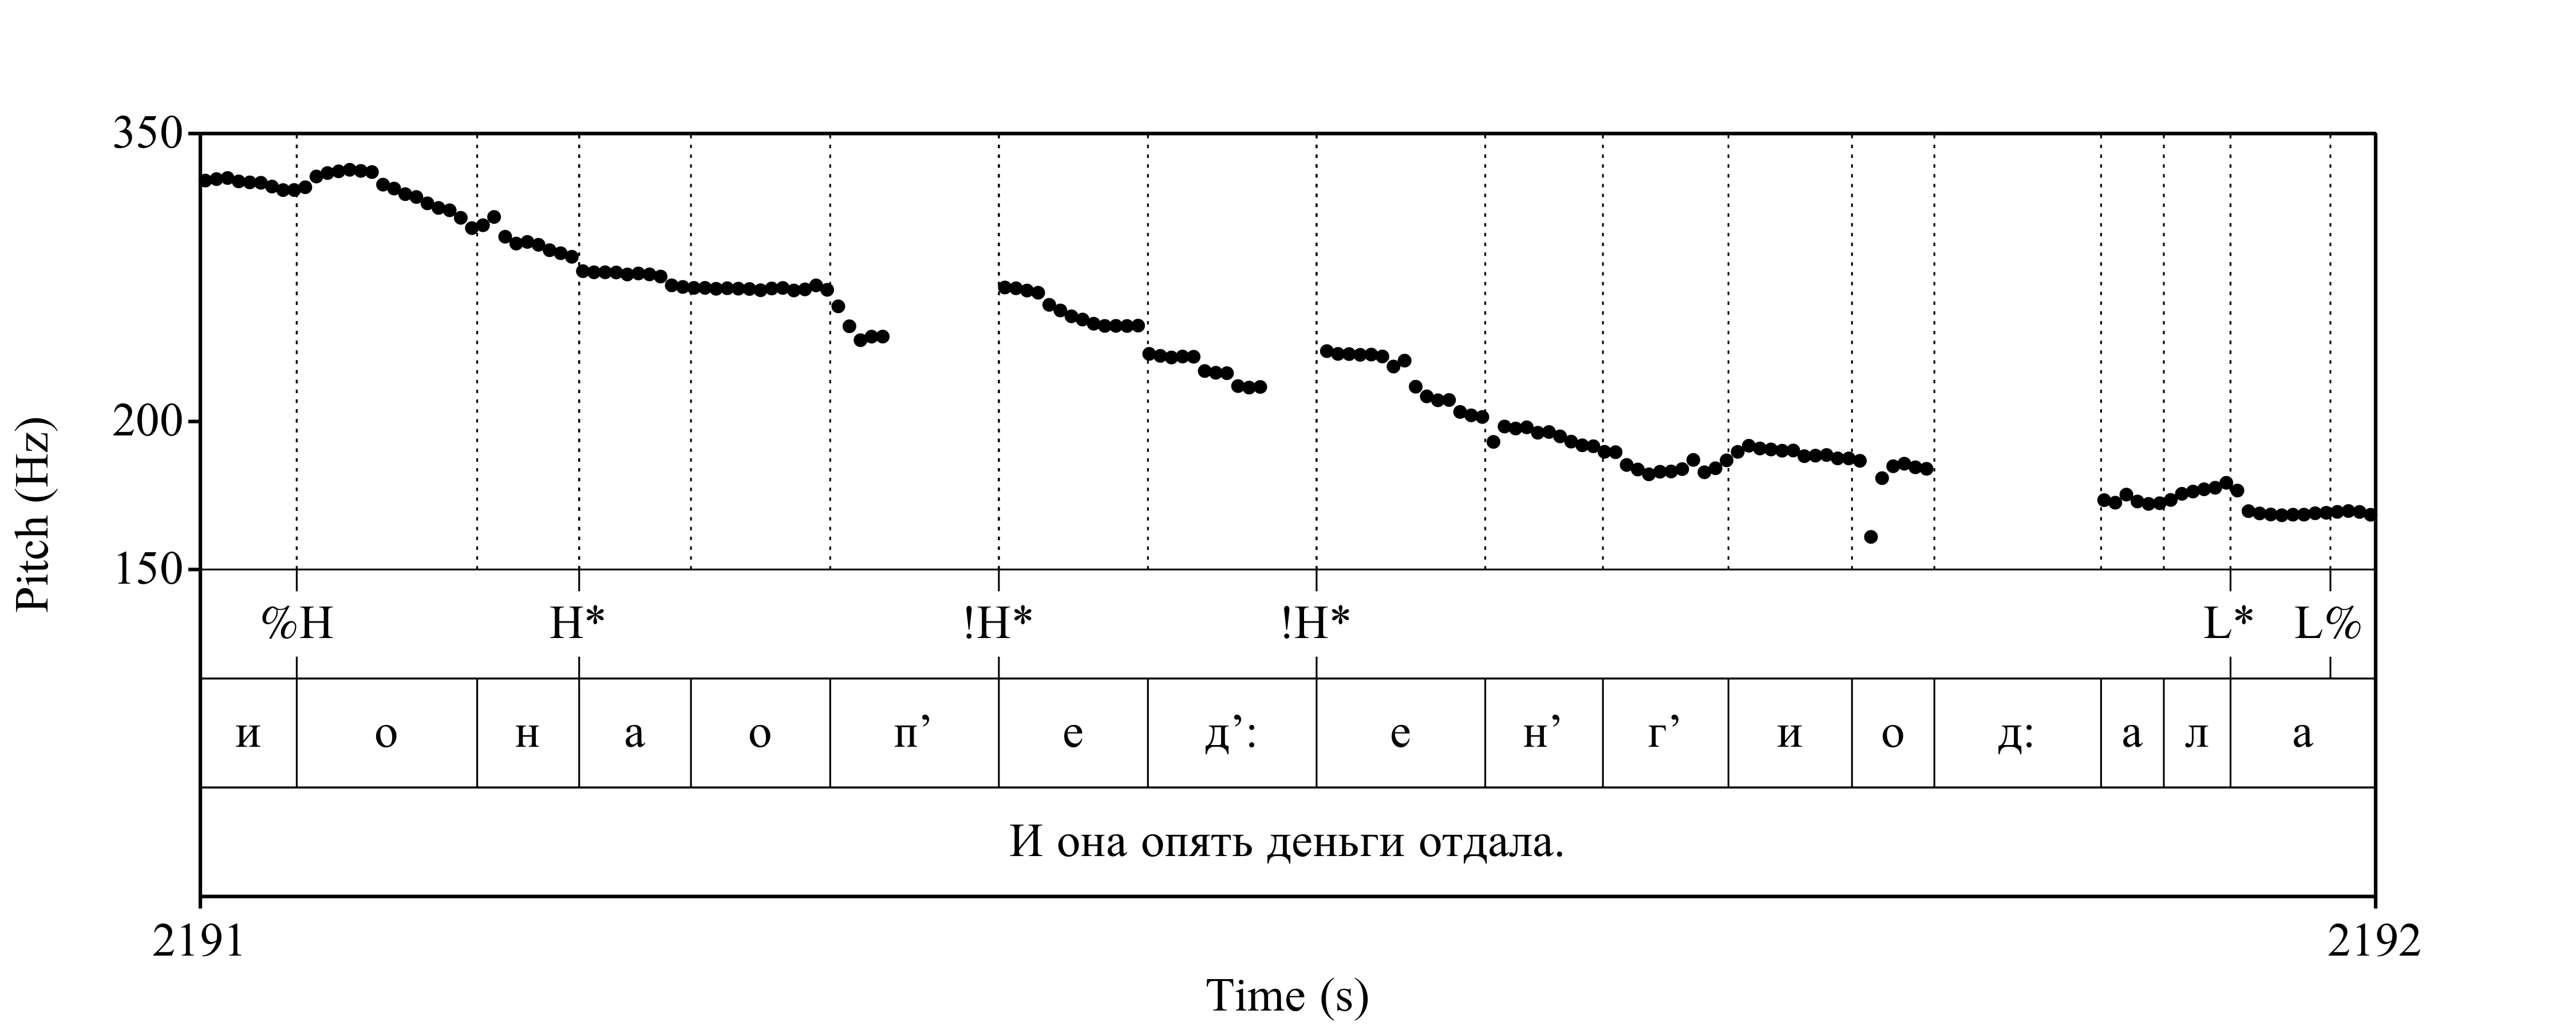 350
200
150
Pitch (Hz)
%H H* !H* !H* L* L%
и о н а о п’ е д’: е н’ г’ и о д: а л а
И она опять деньги отдала.
2191 2192
Time (s)